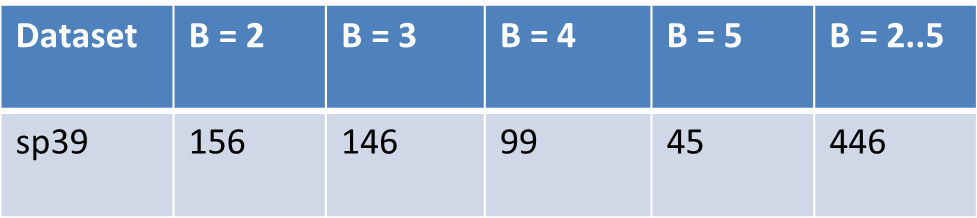 Dataset B = 2 B = 3 B = 4 B = 5 B = 2..5
sp39 156 146 99 45 446